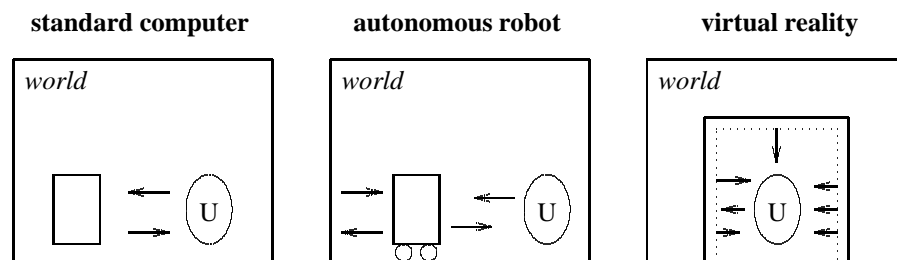 standard computer
autonomous robot
virtual reality
world
world
world
U
U
U